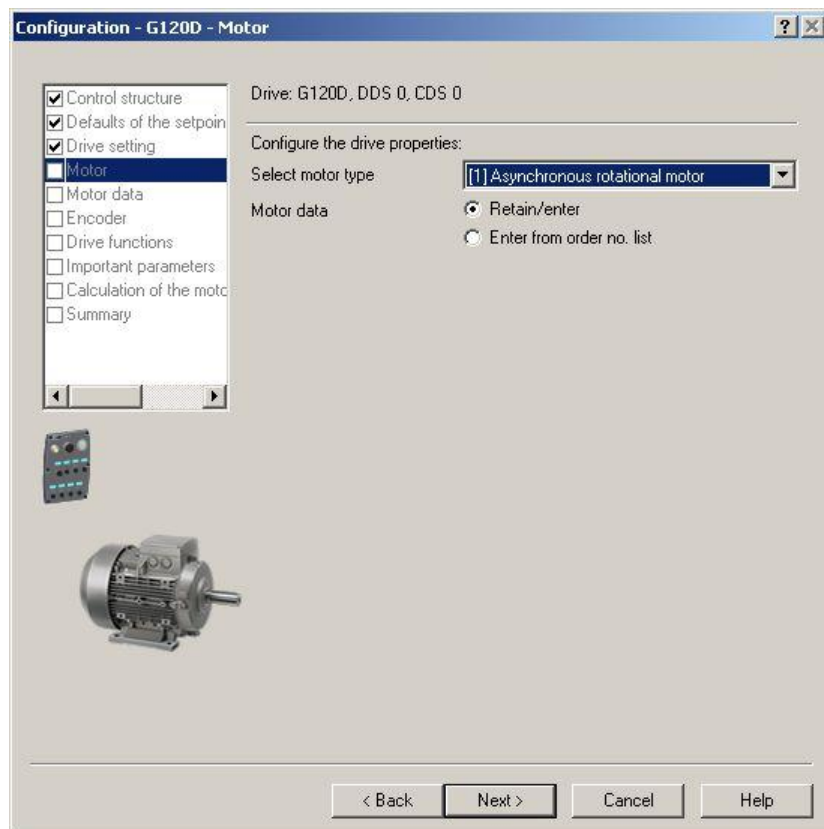 Configuration - G120D - Motor
Control structure
Defaults of the setpoin
Drive setting
Motor
Motor data
Encoder
Drive functions
Important parameters
Calculation of the moto
Summary
Drive: G120D, DDS 0, CDS 0
Configure the drive properties:
Select motor type [1] Asynchronous rotational motor
Motor data Retain/enter
Enter from order no. list
< Back Next > Cancel Help